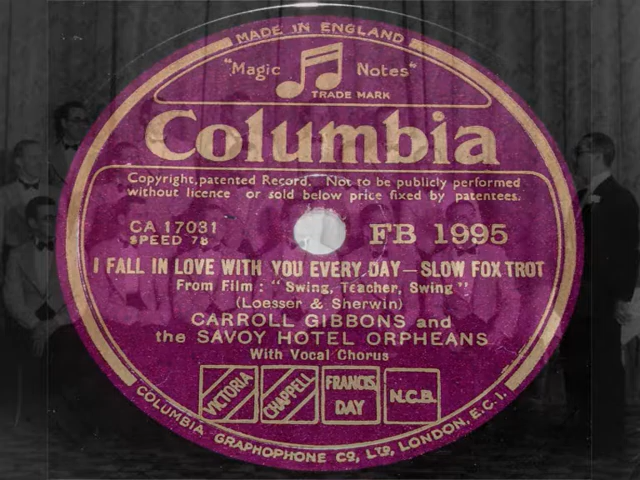 MADE IN ENGLAND
"Magic Notes"
TRADE MARK
Columbia
Copyright,patented Record. Not to be publicly performed
without licence or sold below price fixed by patentees.
CA 17031
SPEED 78
FB 1995
I FALL IN LOVE WITH YOU EVERY DAY — SLOW FOX TROT
From Film : "Swing, Teacher, Swing"
(Loesser & Sherwin)
CARROLL GIBBONS and
the SAVOY HOTEL ORPHEANS
With Vocal Chorus
VICTORIA
CHAPPELL
FRANCIS, DAY
N.C.B.
COLUMBIA GRAPHOPHONE CO, LTD, LONDON, E.C.1.